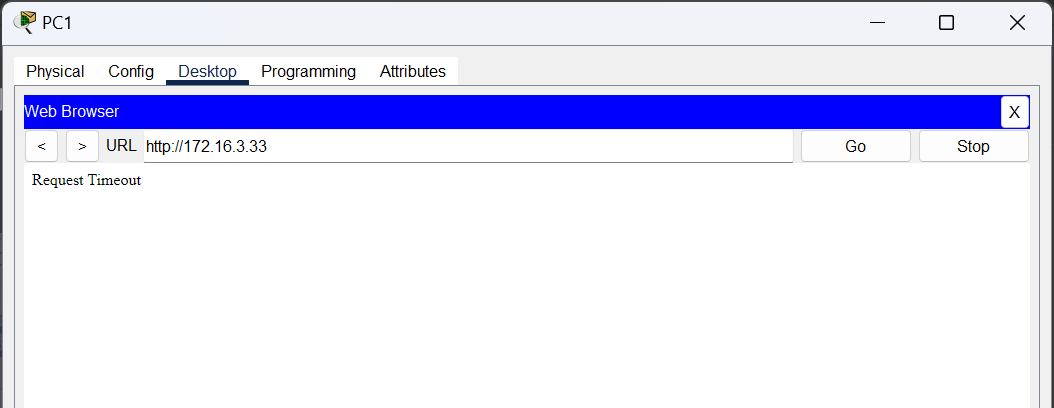 PC1
Physical Config Desktop Programming Attributes
Web Browser
X
< > URL http://172.16.3.33 Go Stop
Request Timeout